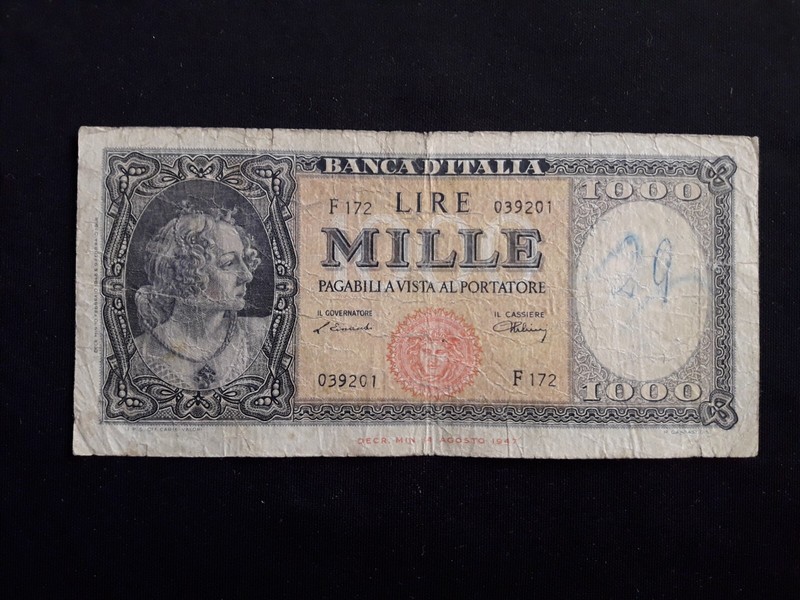 BANCA D'ITALIA
1000
F 172 LIRE 039201
MILLE
PAGABILI A VISTA AL PORTATORE
IL GOVERNATORE IL CASSIERE
039201 F 172
1000
DECR. MIN 14 AGOSTO 1947